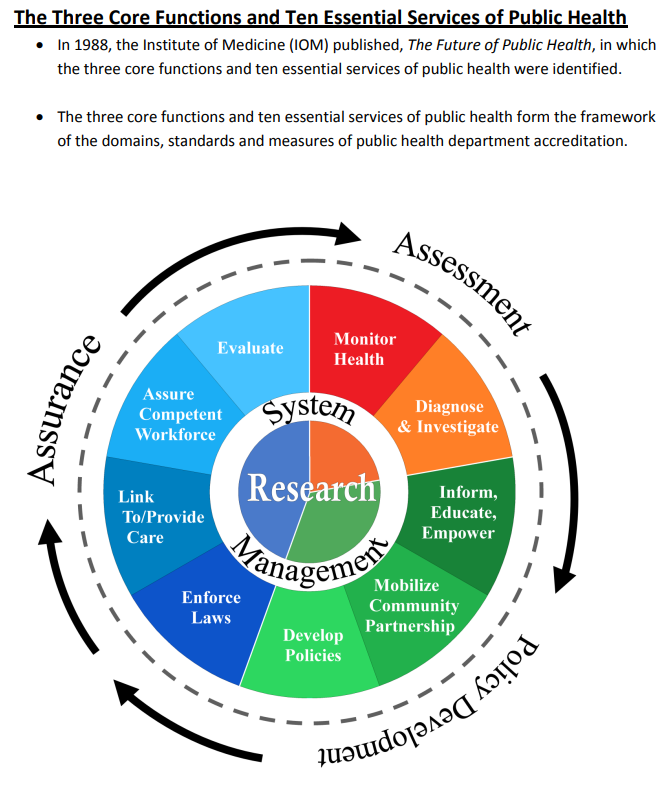 The Three Core Functions and Ten Essential Services of Public Health
• In 1988, the Institute of Medicine (IOM) published, The Future of Public Health, in which
the three core functions and ten essential services of public health were identified.
• The three core functions and ten essential services of public health form the framework
of the domains, standards and measures of public health department accreditation.
Assessment
Monitor
Health
Diagnose
& Investigate
Policy Development
Inform,
Educate,
Empower
Mobilize
Community
Partnership
Develop
Policies
Assurance
Enforce
Laws
Link
To/Provide
Care
Assure
Competent
Workforce
Evaluate
System
Management
Research